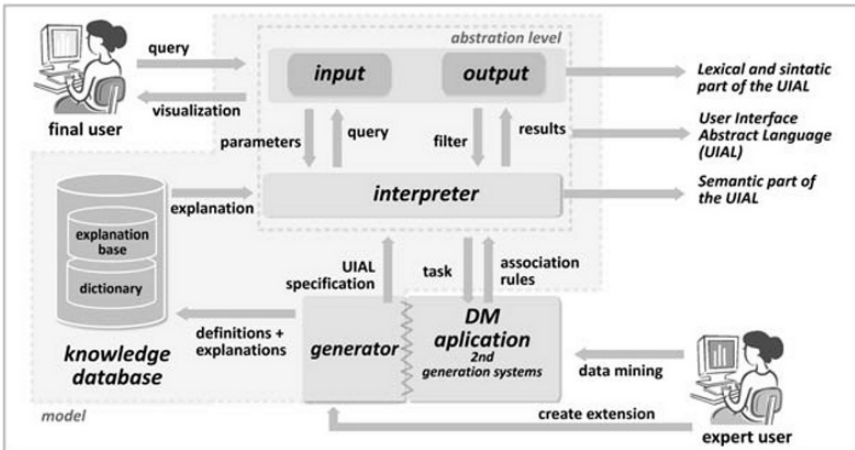 abstration level
query
input
output
Lexical and sintatic
part of the UIAL
visualization
final user
parameters
query
filter
results
User Interface
Abstract Language
(UIAL)
interpreter
Semantic part of
the UIAL
explanation
explanation
base
dictionary
UIAL
specification
task
association
rules
definitions +
explanations
generator
DM
aplication
2nd
generation systems
knowledge
database
data mining
model
create extension
expert user